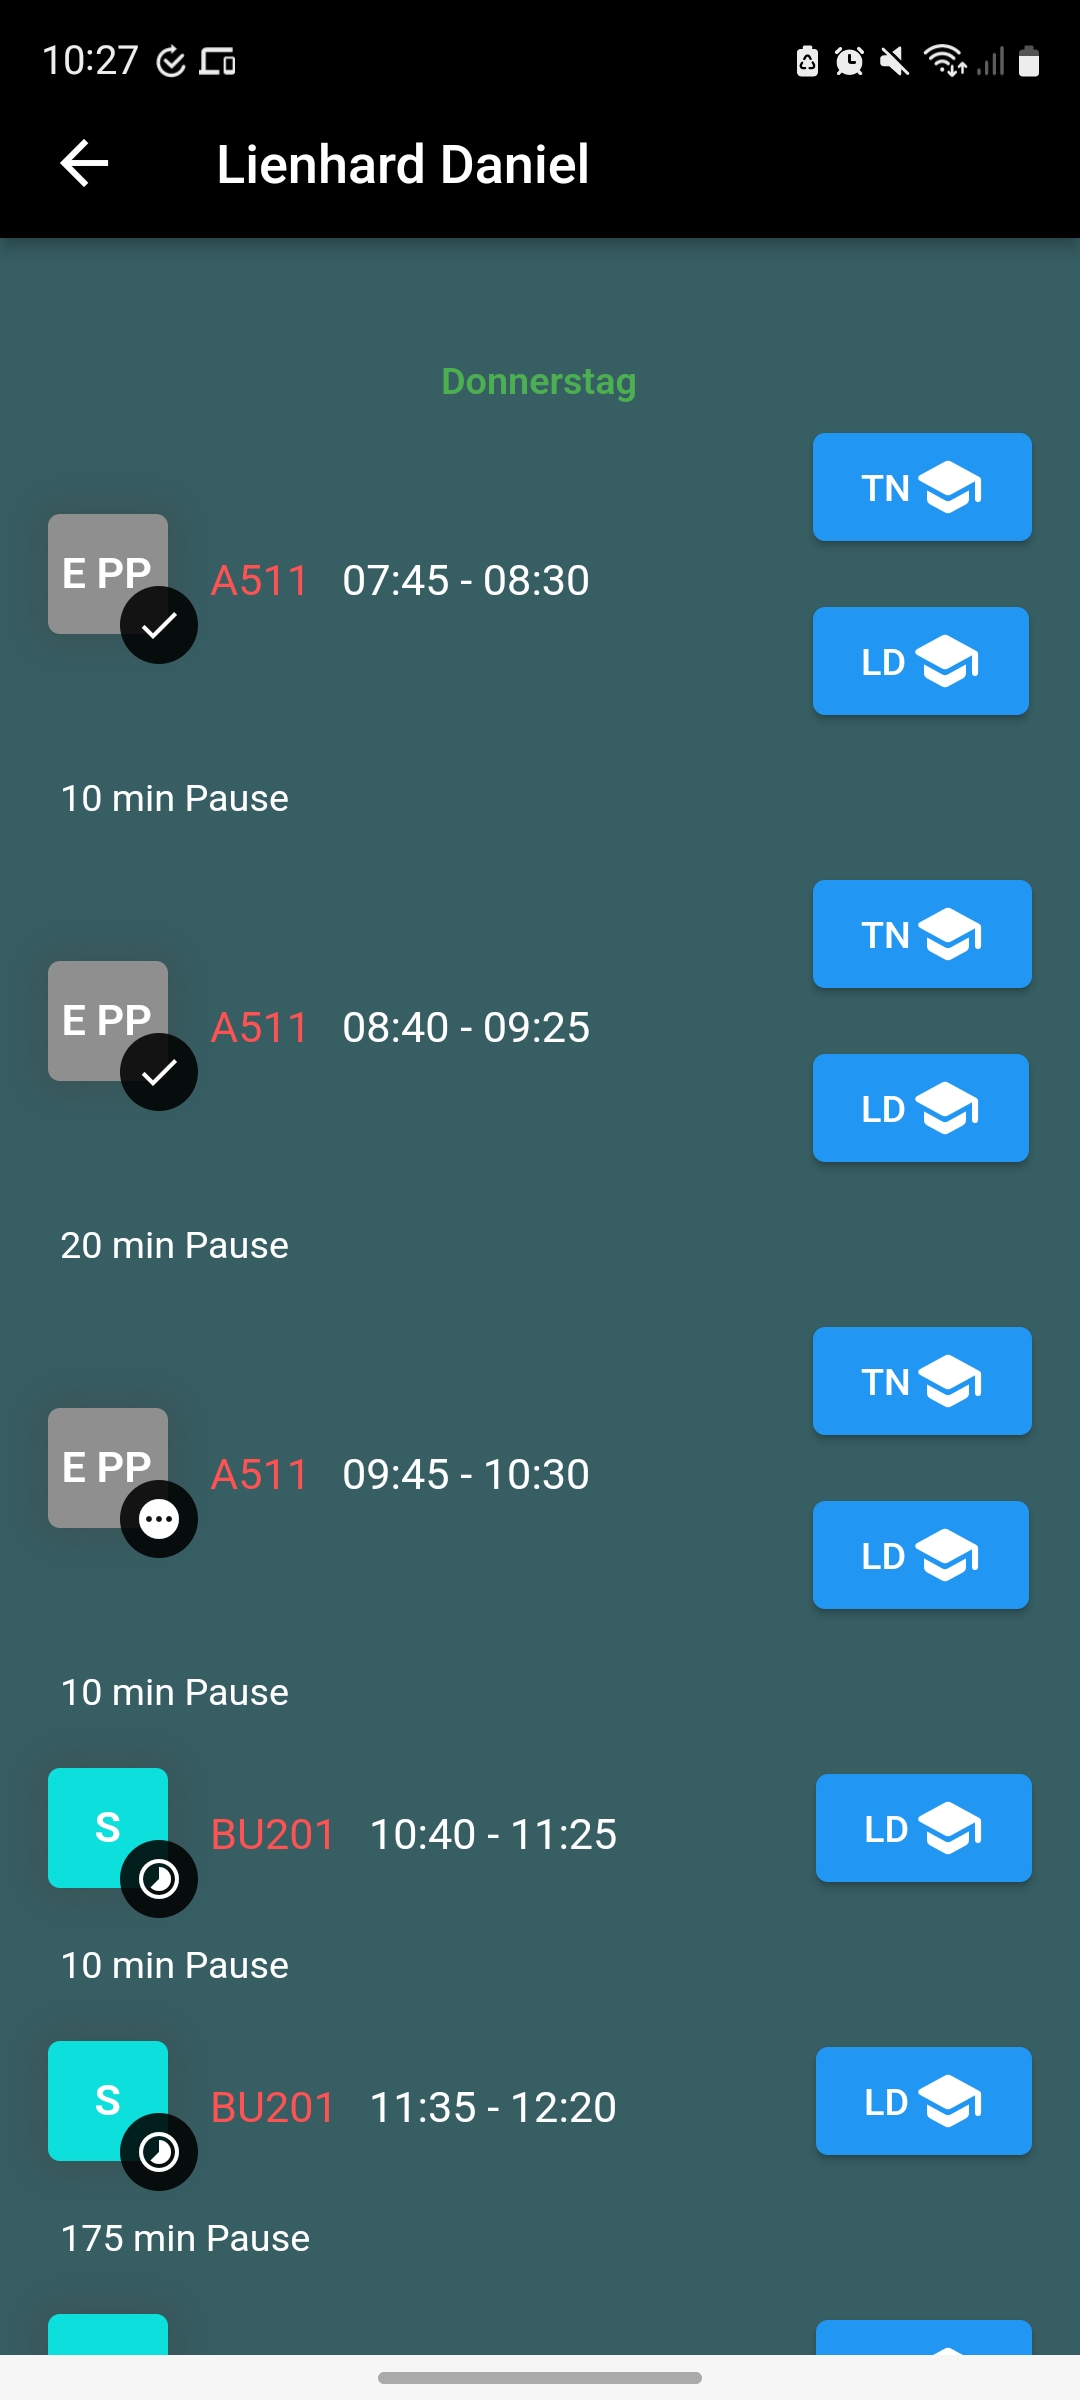 10:27
Lienhard Daniel
Donnerstag
TN
E PP A511 07:45 - 08:30
LD
10 min Pause
TN
E PP A511 08:40 - 09:25
LD
20 min Pause
TN
E PP A511 09:45 - 10:30
LD
10 min Pause
S BU201 10:40 - 11:25 LD
10 min Pause
S BU201 11:35 - 12:20 LD
175 min Pause